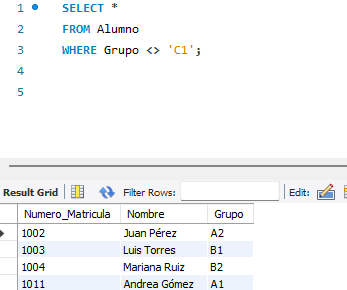 1 SELECT *
2 FROM Alumno
3 WHERE Grupo <> 'C1';
4
5
Result Grid Filter Rows: Edit:
Numero_Matricula Nombre Grupo
1002 Juan Pérez A2
1003 Luis Torres B1
1004 Mariana Ruiz B2
1011 Andrea Gómez A1